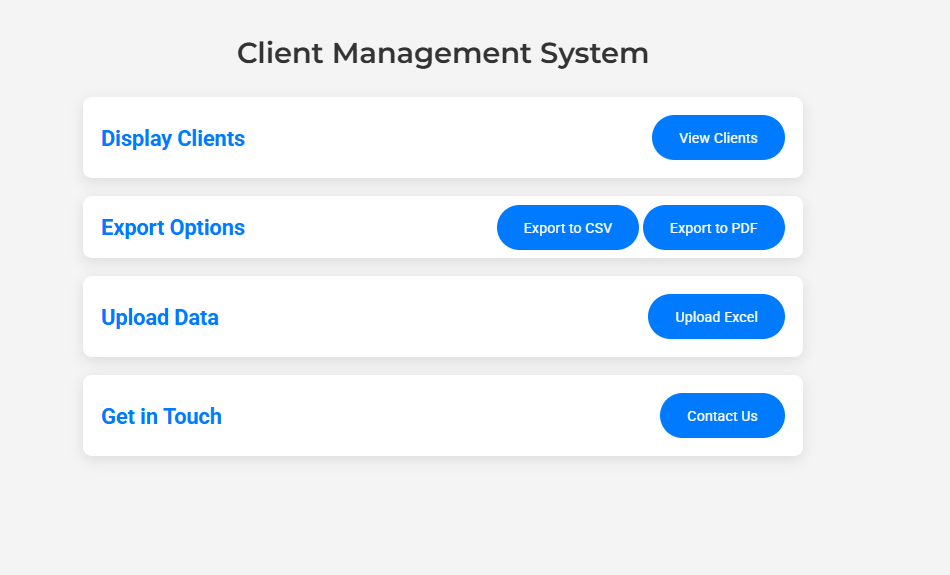 Client Management System
Display Clients
View Clients
Export Options
Export to CSV
Export to PDF
Upload Data
Upload Excel
Get in Touch
Contact Us